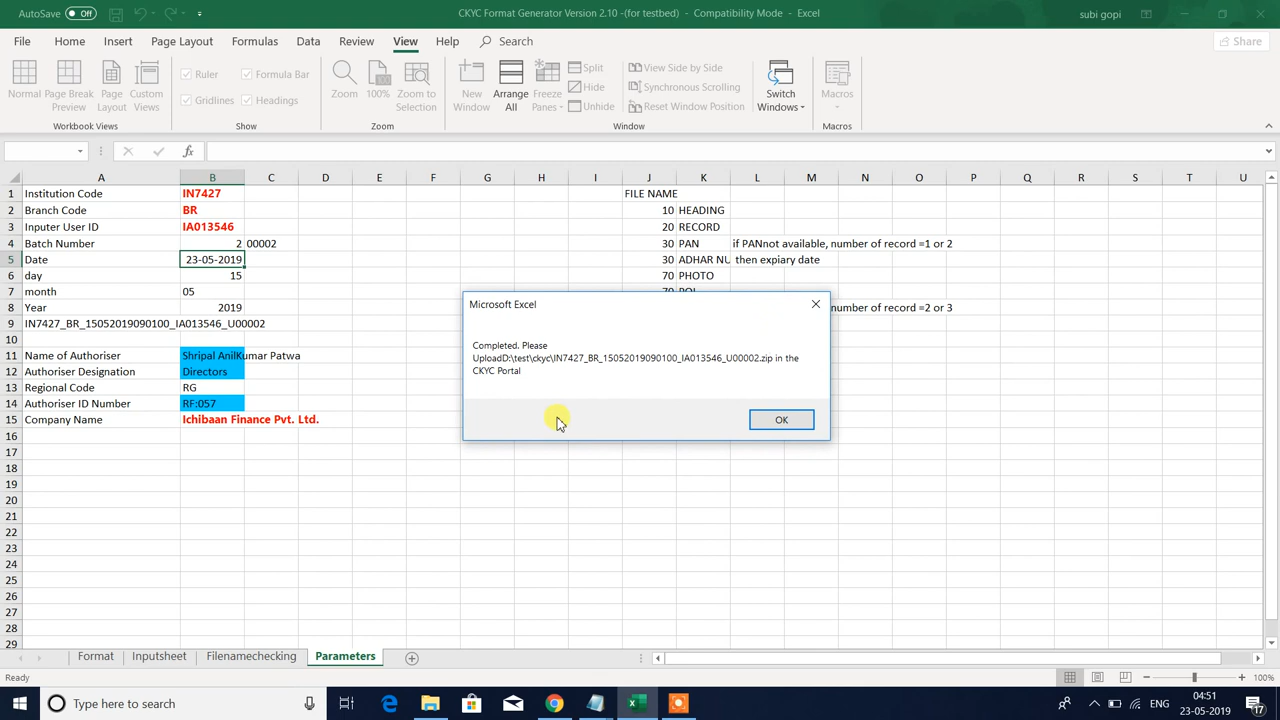 AutoSave Off CKYC Format Generator Version 2.10 -(for testbed) - Compatibility Mode - Excel subi gopi
File Home Insert Page Layout Formulas Data Review View Help Search Share
Normal Page Break Preview Page Layout Custom Views
Workbook Views
Ruler Formula Bar
Gridlines Headings
Show
Zoom 100% Zoom to Selection
Zoom
New Window Arrange All Freeze Panes
Split
Hide
Unhide
View Side by Side
Synchronous Scrolling
Reset Window Position
Window
Switch Windows
Macros
Macros
fx
A B C D E F G H I J K L M N O P Q R S T U
1 Institution Code IN7427 FILE NAME
2 Branch Code BR 10 HEADING
3 Inputer User ID IA013546 20 RECORD
4 Batch Number 2 00002 30 PAN if PANnot available, number of record =1 or 2
5 Date 23-05-2019 30 ADHAR NU then expiary date
6 day 15 70 PHOTO
7 month 05
8 Year 2019 number of record =2 or 3
9 IN7427_BR_15052019090100_IA013546_U00002
10
11 Name of Authoriser Shripal AnilKumar Patwa
12 Authoriser Designation Directors
13 Regional Code RG
14 Authoriser ID Number RF:057
15 Company Name Ichibaan Finance Pvt. Ltd.
16
17
18
19
20
21
22
23
24
25
26
27
28
29
Microsoft Excel
Completed. Please
UploadD:\test\ckyc\IN7427_BR_15052019090100_IA013546_U00002.zip in the
CKYC Portal
OK
Format Inputsheet Filenamechecking Parameters
Ready 100%
Type here to search ENG 04:51
23-05-2019 17